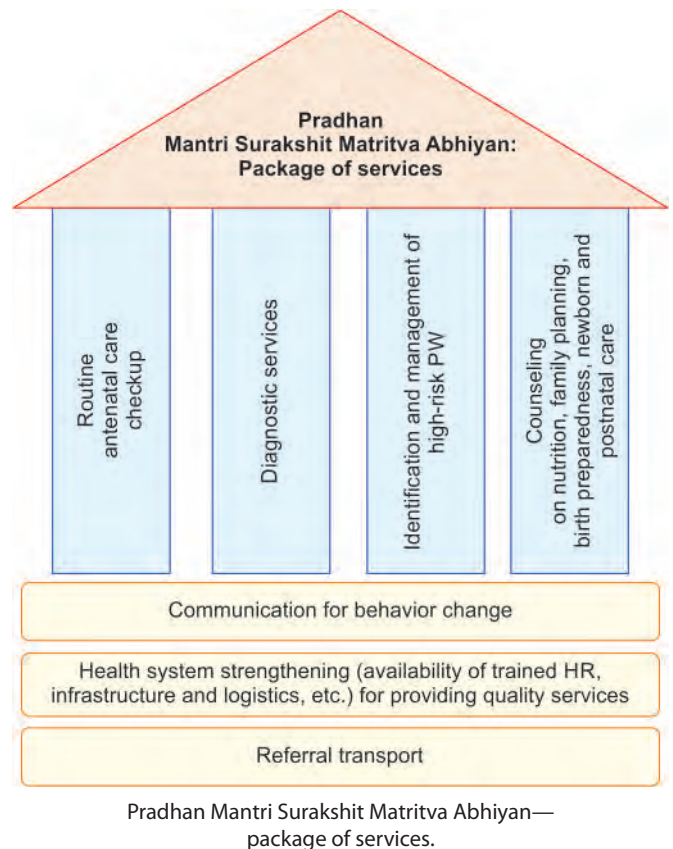 Pradhan
Mantri Surakshit Matritva Abhiyan:
Package of services
Routine
antenatal care
checkup
Diagnostic services
Identification and management of
high-risk PW
Counseling
on nutrition, family planning,
birth preparedness, newborn and
postnatal care
Communication for behavior change
Health system strengthening (availability of trained HR,
infrastructure and logistics, etc.) for providing quality services
Referral transport
Pradhan Mantri Surakshit Matritva Abhiyan—
package of services.